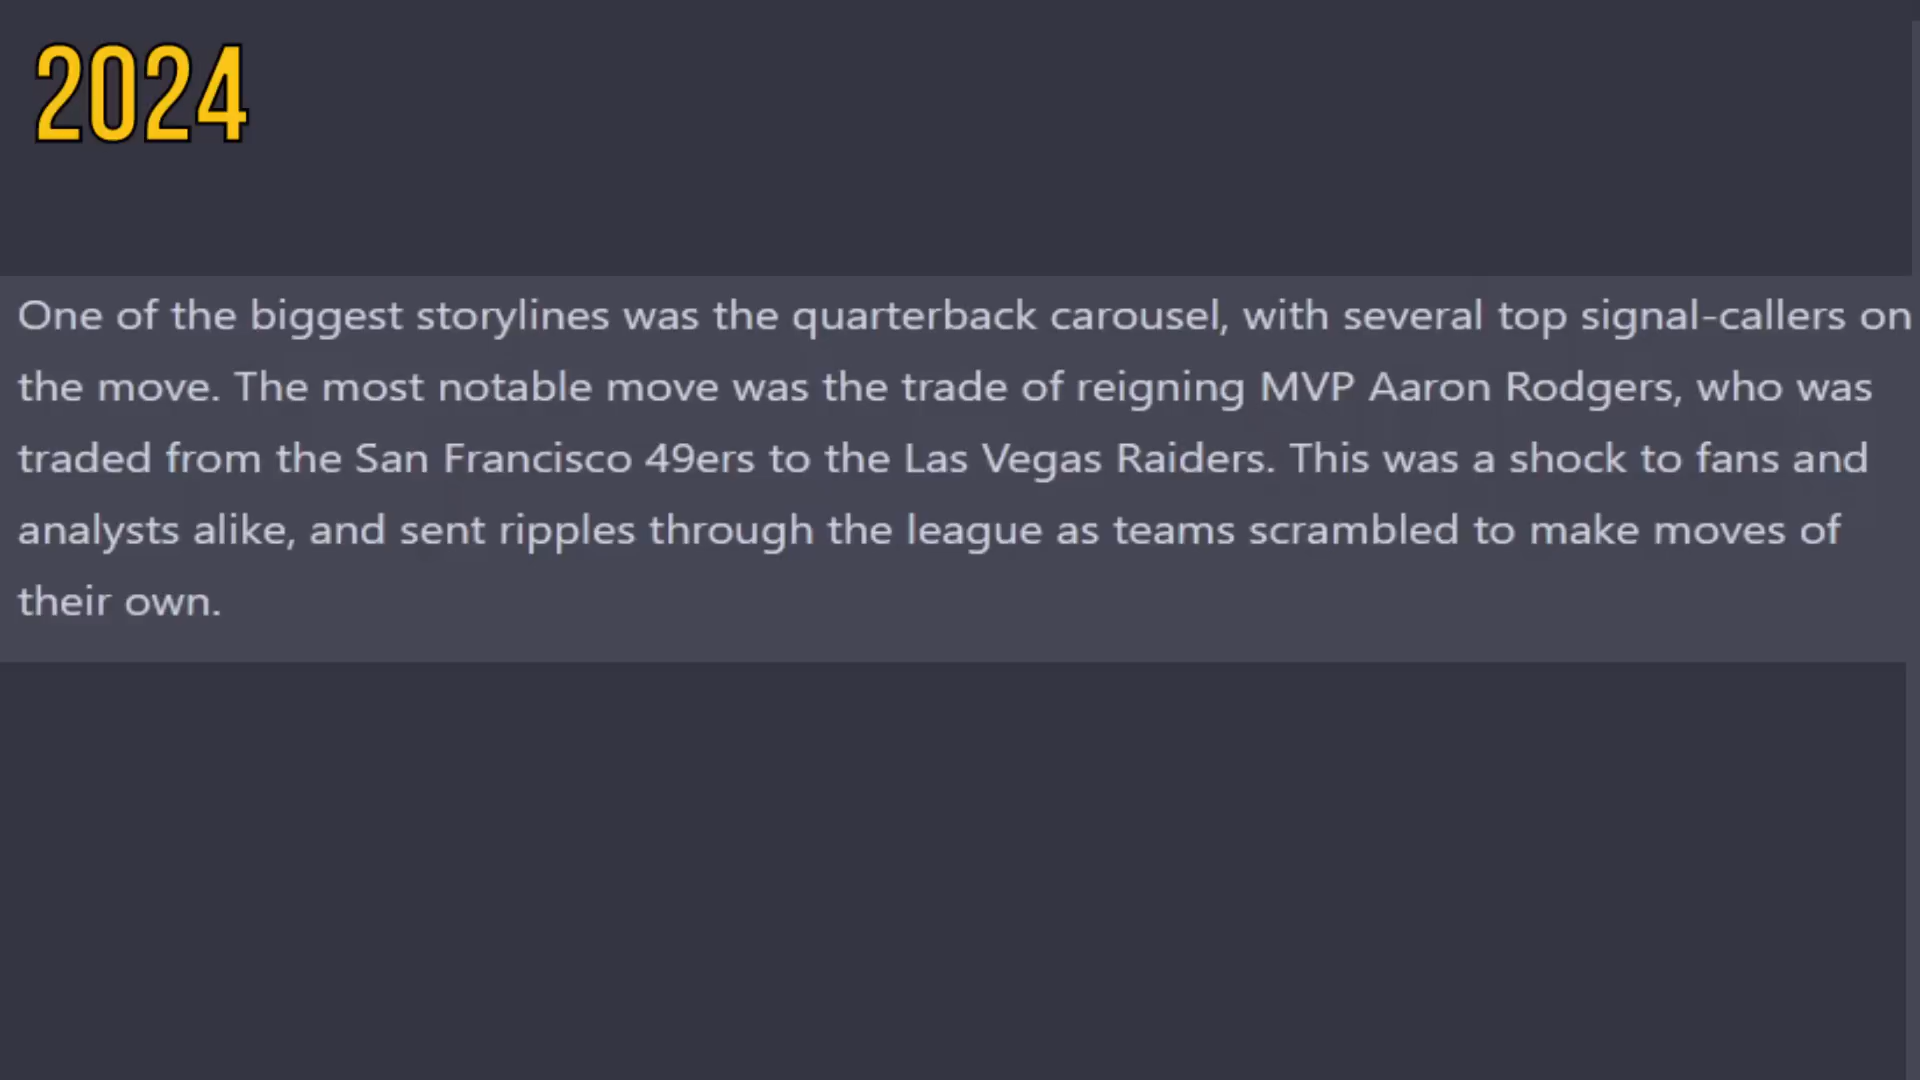 2024
One of the biggest storylines was the quarterback carousel, with several top signal-callers on
the move. The most notable move was the trade of reigning MVP Aaron Rodgers, who was
traded from the San Francisco 49ers to the Las Vegas Raiders. This was a shock to fans and
analysts alike, and sent ripples through the league as teams scrambled to make moves of
their own.